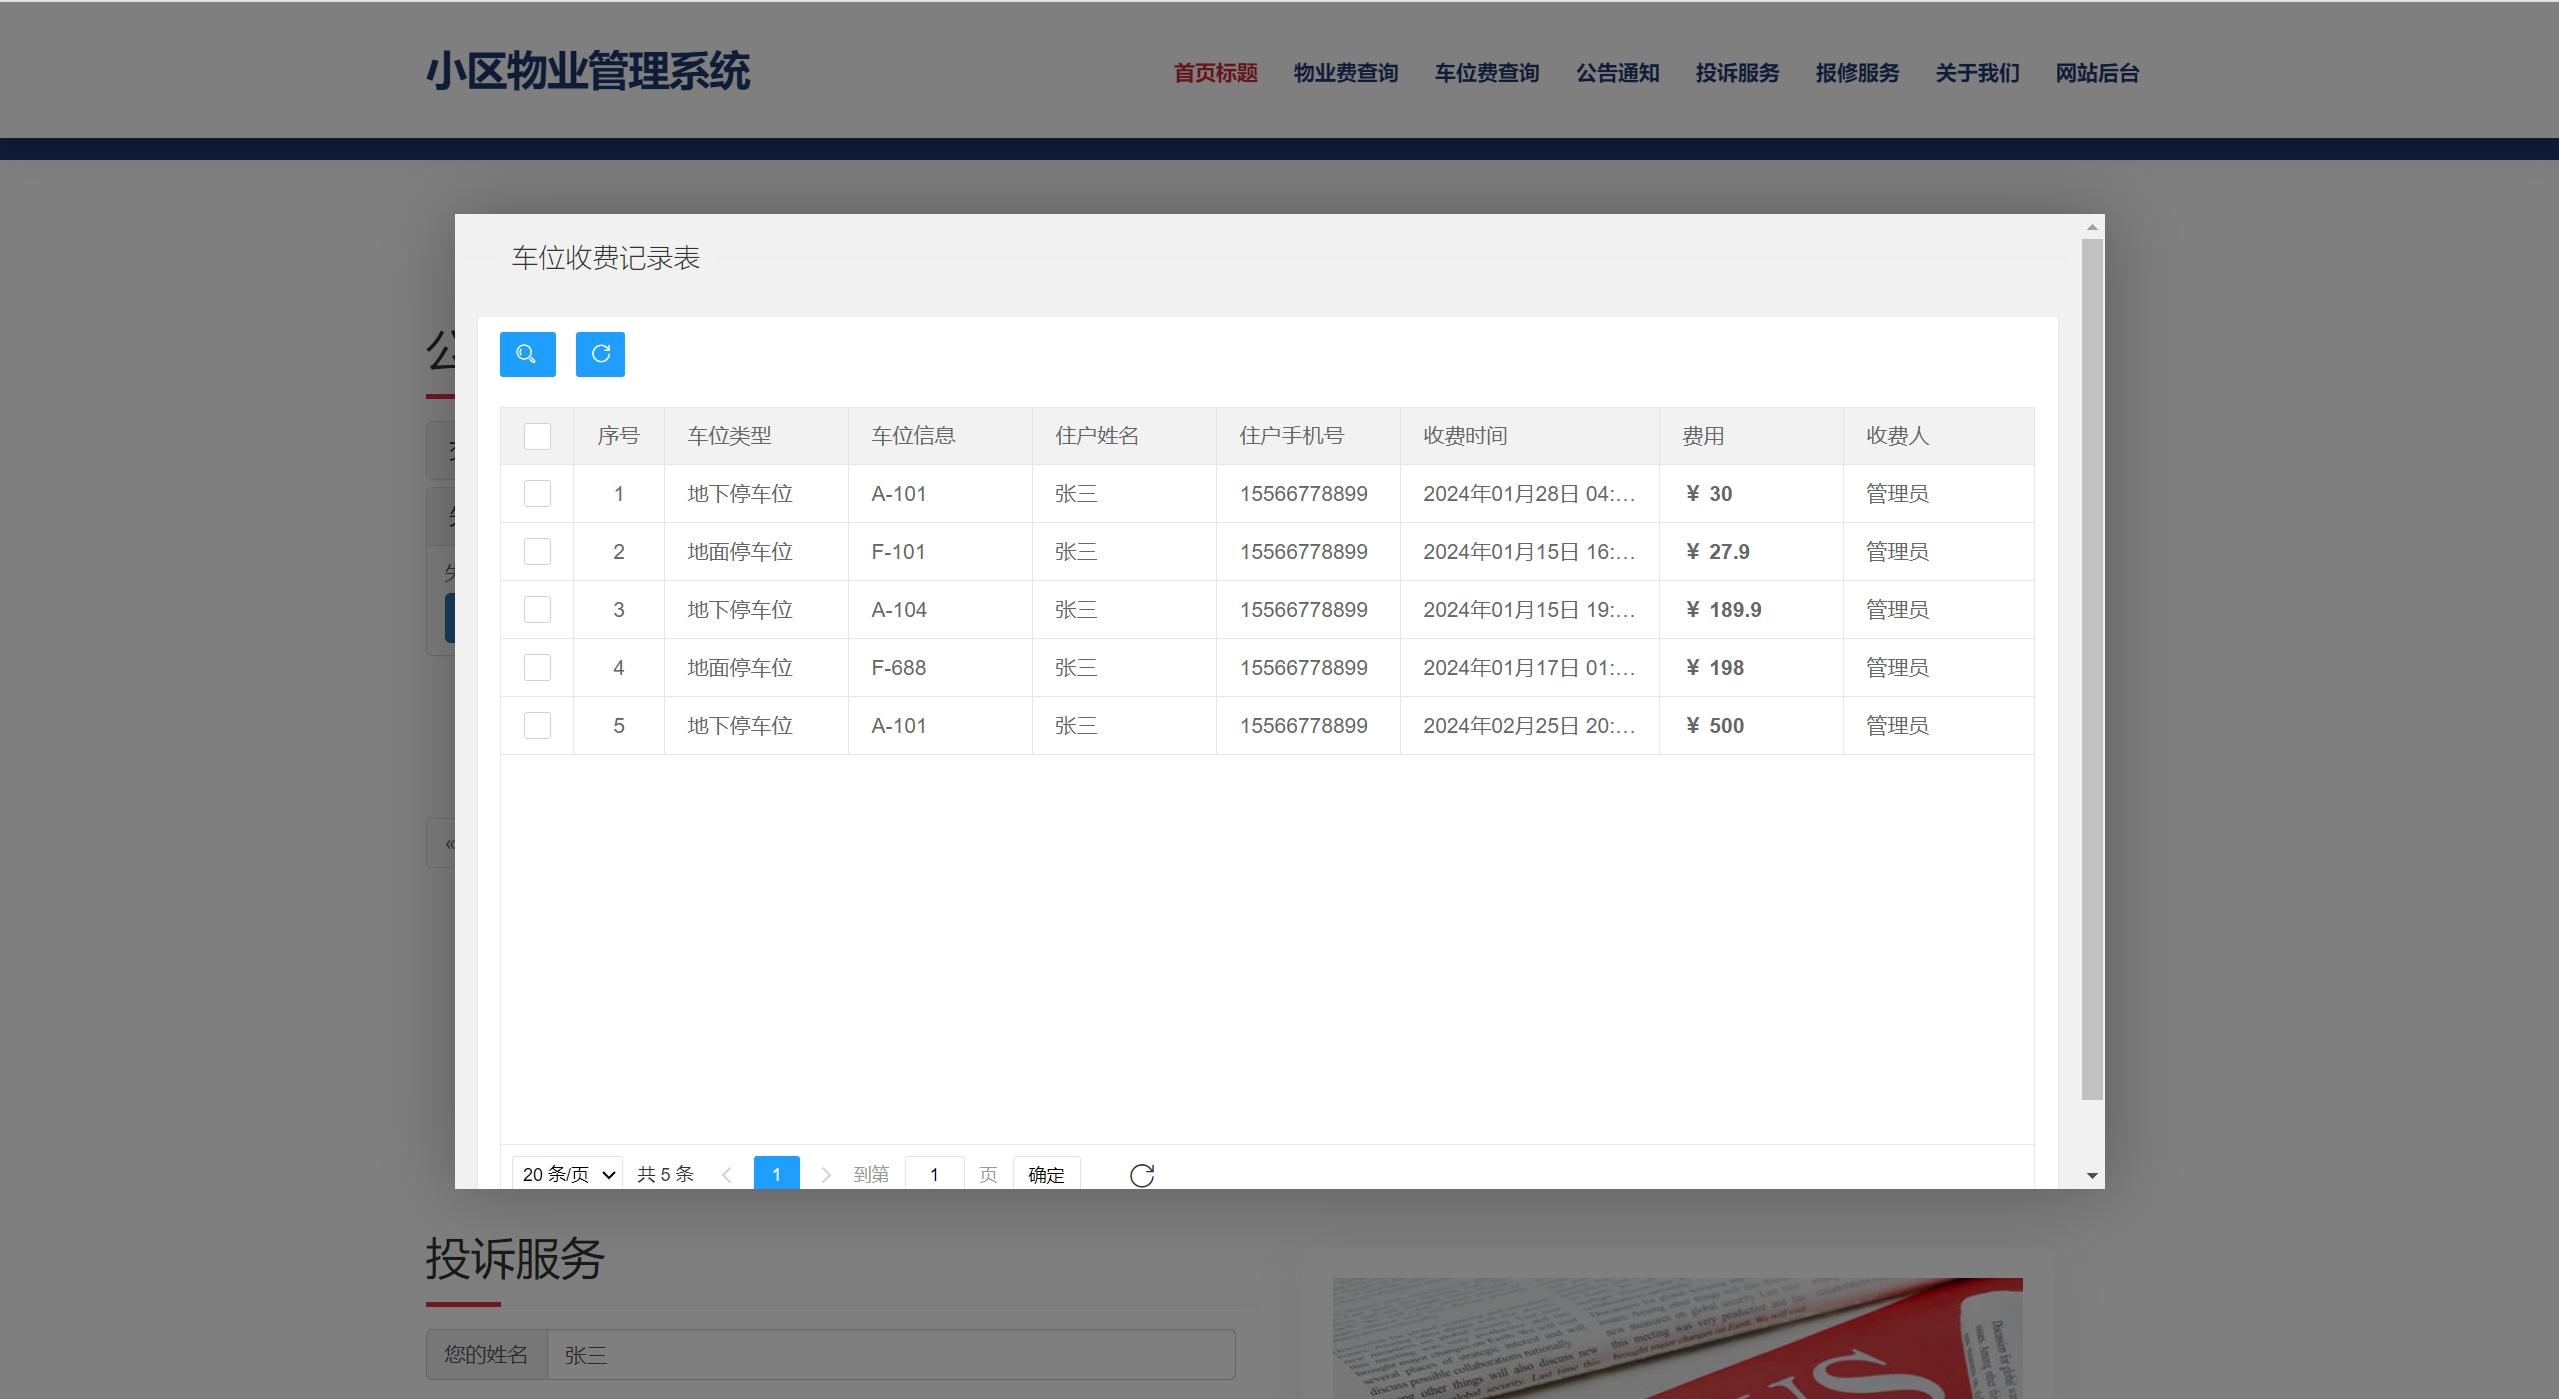 小区物业管理系统
首页标题 物业费查询 车位费查询 公告通知 投诉服务 报修服务 关于我们 网站后台
车位收费记录表
序号 车位类型 车位信息 住户姓名 住户手机号 收费时间 费用 收费人
1 地下停车位 A-101 张三 15566778899 2024年01月28日 04:... ¥ 30 管理员
2 地面停车位 F-101 张三 15566778899 2024年01月15日 16:... ¥ 27.9 管理员
3 地下停车位 A-104 张三 15566778899 2024年01月15日 19:... ¥ 189.9 管理员
4 地面停车位 F-688 张三 15566778899 2024年01月17日 01:... ¥ 198 管理员
5 地下停车位 A-101 张三 15566778899 2024年02月25日 20:... ¥ 500 管理员
20 条/页 共 5 条 1 到第 1 页 确定
«
投诉服务
您的姓名 张三